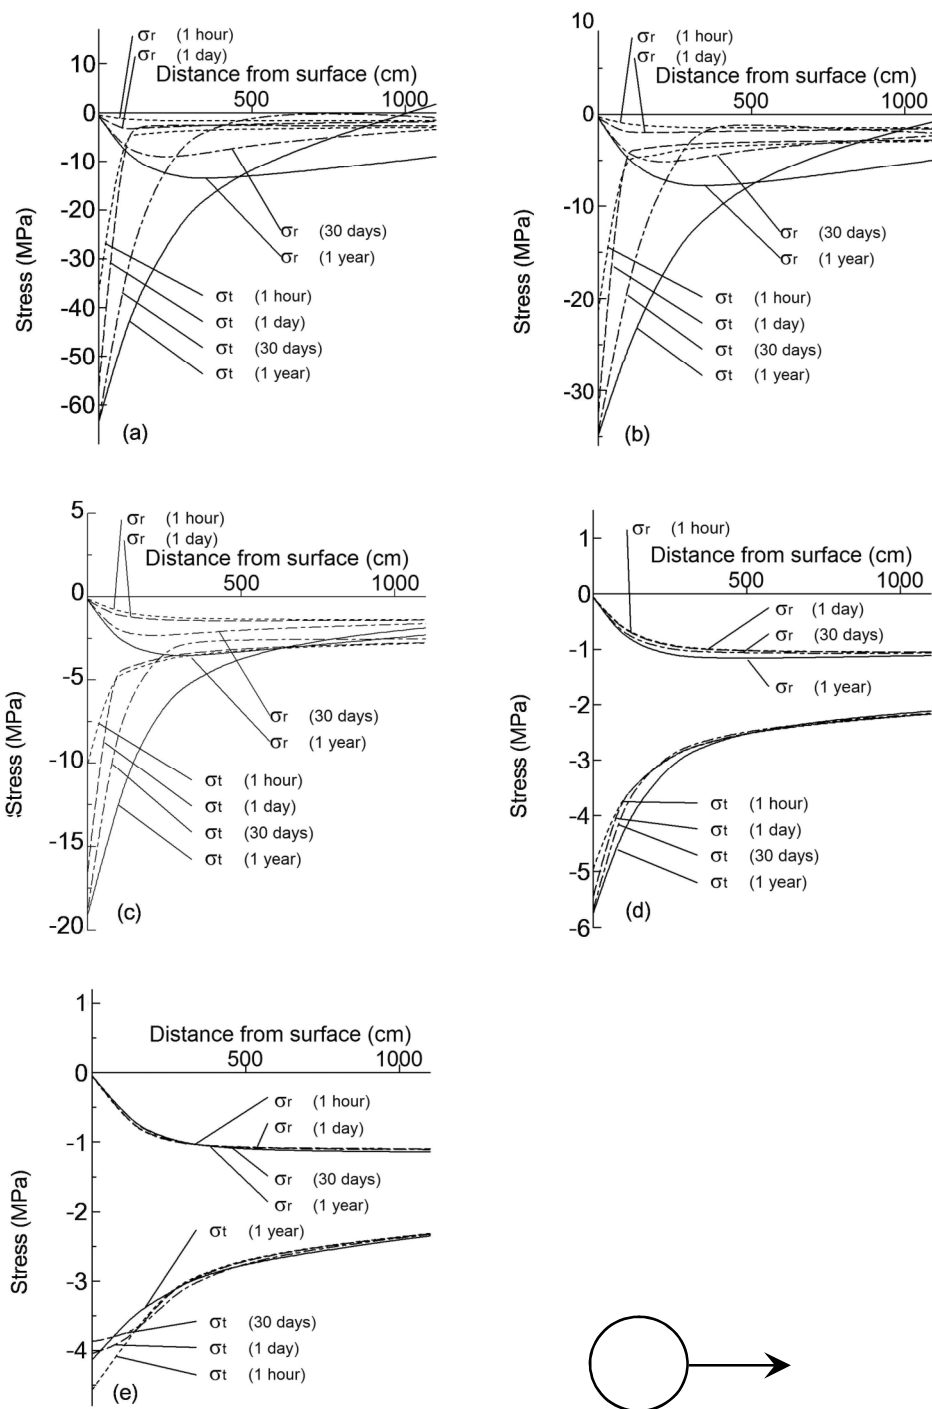 σr (1 hour)
σr (1 day)
Distance from surface (cm)
10
500
1000
0
-10
-20
-30
-40
-50
-60
Stress (MPa)
σr (30 days)
σr (1 year)
σt (1 hour)
σt (1 day)
σt (30 days)
σt (1 year)
(a)
σr (1 hour)
σr (1 day)
Distance from surface (cm)
10
500
1000
0
-10
-20
-30
Stress (MPa)
σr (30 days)
σr (1 year)
σt (1 hour)
σt (1 day)
σt (30 days)
σt (1 year)
(b)
σr (1 hour)
σr (1 day)
Distance from surface (cm)
5
500
1000
0
-5
-10
-15
-20
Stress (MPa)
σr (30 days)
σr (1 year)
σt (1 hour)
σt (1 day)
σt (30 days)
σt (1 year)
(c)
σr (1 hour)
Distance from surface (cm)
1
500
1000
0
-1
-2
-3
-4
-5
-6
Stress (MPa)
σr (1 day)
σr (30 days)
σr (1 year)
σt (1 hour)
σt (1 day)
σt (30 days)
σt (1 year)
(d)
Distance from surface (cm)
1
500
1000
0
-1
-2
-3
-4
Stress (MPa)
σr (1 hour)
σr (1 day)
σr (30 days)
σr (1 year)
σt (1 year)
σt (30 days)
σt (1 day)
σt (1 hour)
(e)